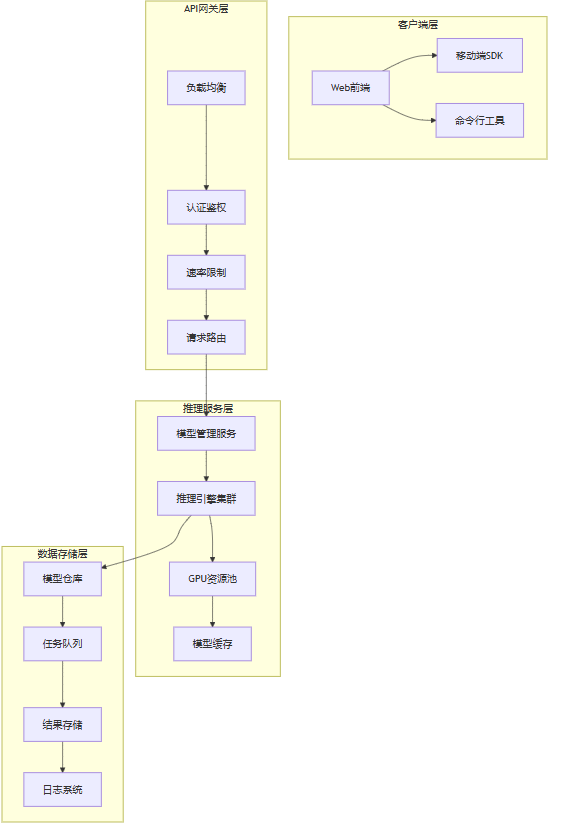 API网关层
负载均衡
认证鉴权
速率限制
请求路由
客户端层
Web前端
移动端SDK
命令行工具
推理服务层
模型管理服务
推理引擎集群
GPU资源池
模型缓存
数据存储层
模型仓库
任务队列
结果存储
日志系统